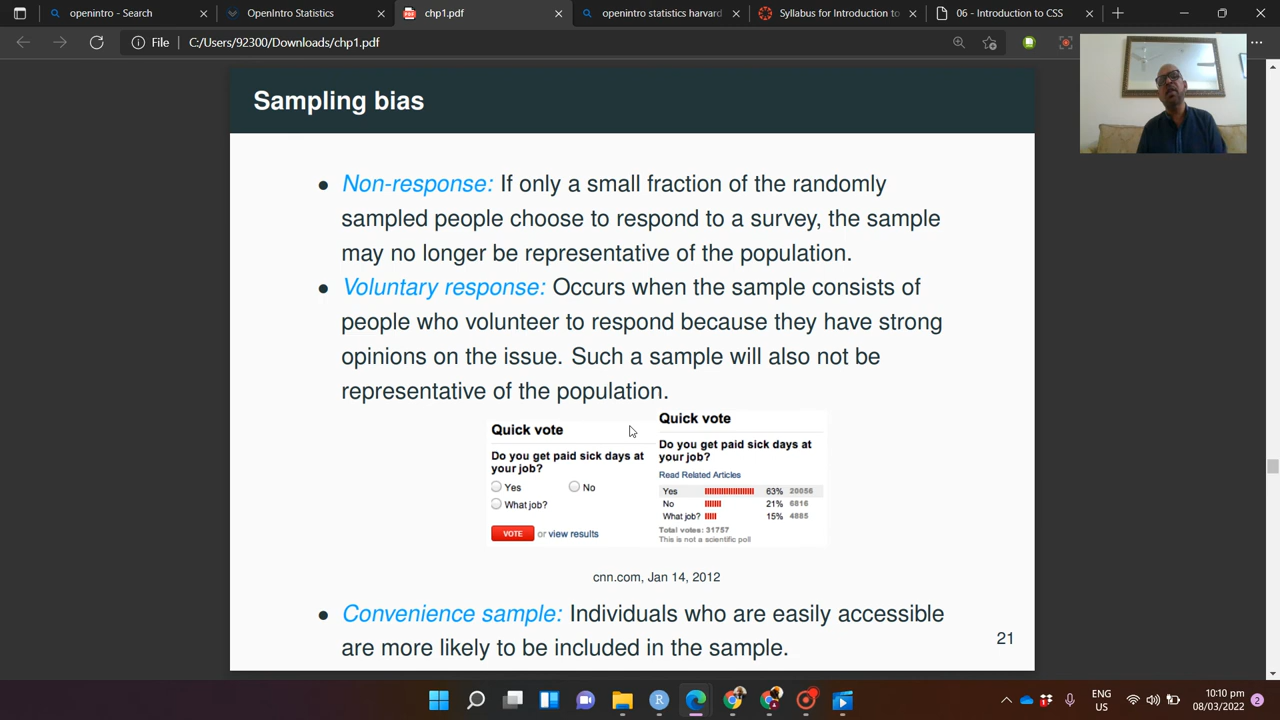 openintro - Search
OpenIntro Statistics
chp1.pdf
openintro statistics harvard
Syllabus for Introduction to
06 - Introduction to CSS
File
C:/Users/92300/Downloads/chp1.pdf
Sampling bias
• Non-response: If only a small fraction of the randomly
sampled people choose to respond to a survey, the sample
may no longer be representative of the population.
• Voluntary response: Occurs when the sample consists of
people who volunteer to respond because they have strong
opinions on the issue. Such a sample will also not be
representative of the population.
Quick vote
Do you get paid sick days at
your job?
Yes No
What job?
VOTE or view results
Quick vote
Do you get paid sick days at
your job?
Read Related Articles
Yes 63% 20056
No 21% 6816
What job? 15% 4885
Total votes: 31757
This is not a scientific poll
cnn.com, Jan 14, 2012
• Convenience sample: Individuals who are easily accessible
are more likely to be included in the sample.
21
ENG
US
10:10 pm
08/03/2022
2